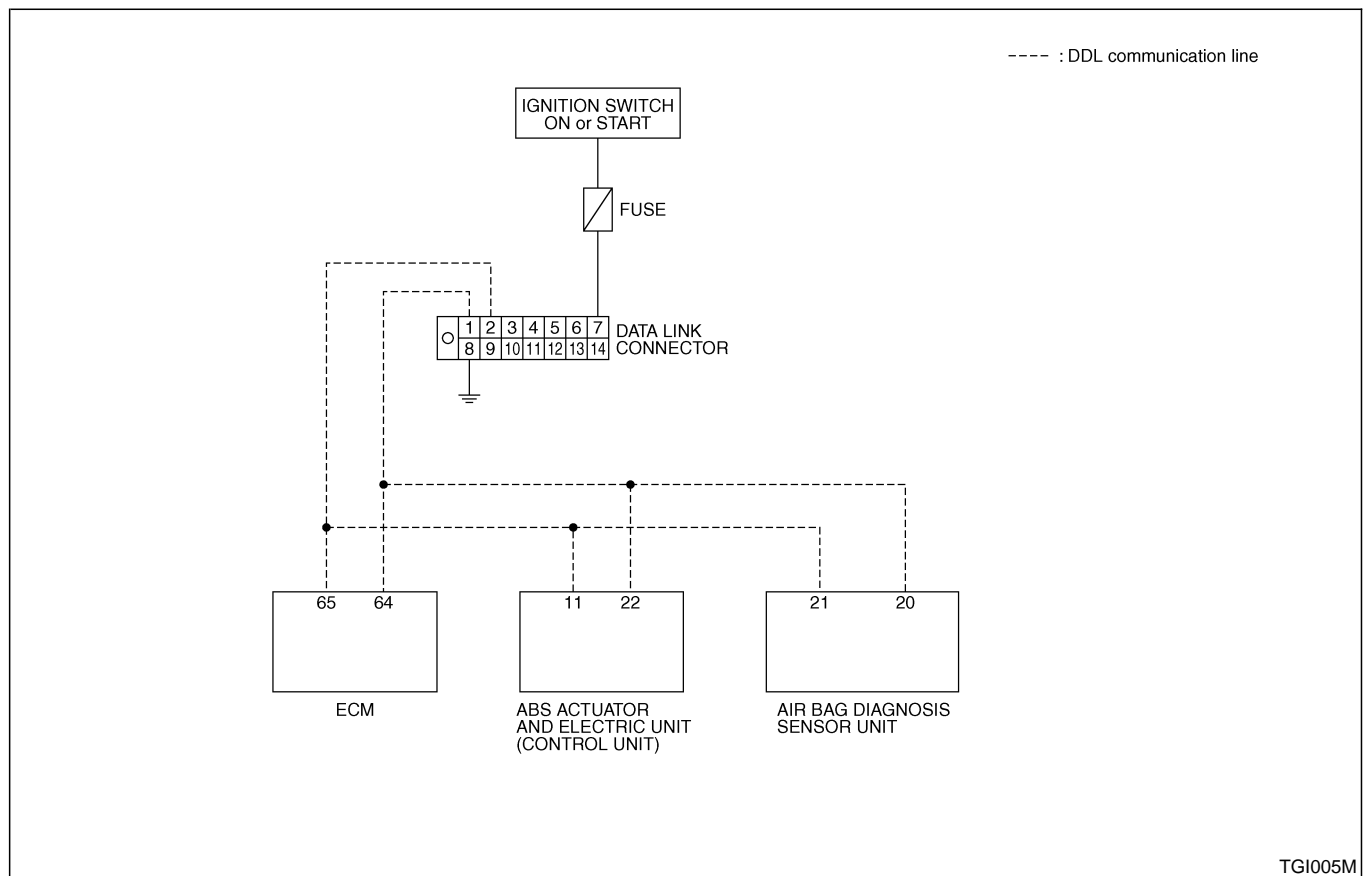 ---- : DDL communication line
IGNITION SWITCH
ON or START
FUSE
1 2 3 4 5 6 7
8 9 10 11 12 13 14
DATA LINK
CONNECTOR
65 64
11 22
21 20
ECM
ABS ACTUATOR
AND ELECTRIC UNIT
(CONTROL UNIT)
AIR BAG DIAGNOSIS
SENSOR UNIT
TGI005M